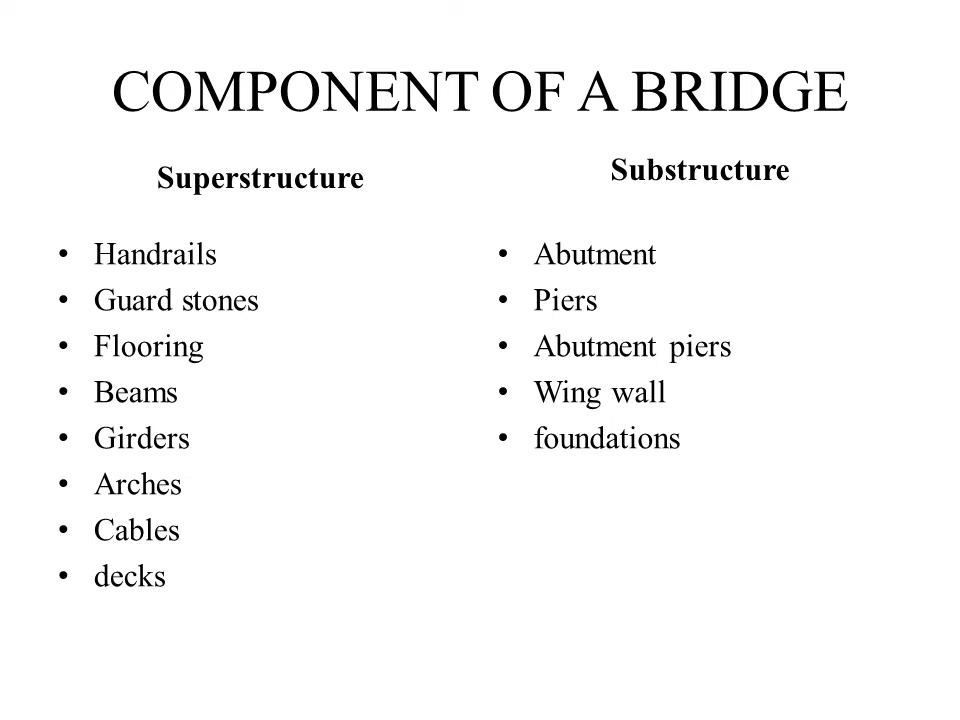 COMPONENT OF A BRIDGE
Superstructure
• Handrails
• Guard stones
• Flooring
• Beams
• Girders
• Arches
• Cables
• decks
Substructure
• Abutment
• Piers
• Abutment piers
• Wing wall
• foundations